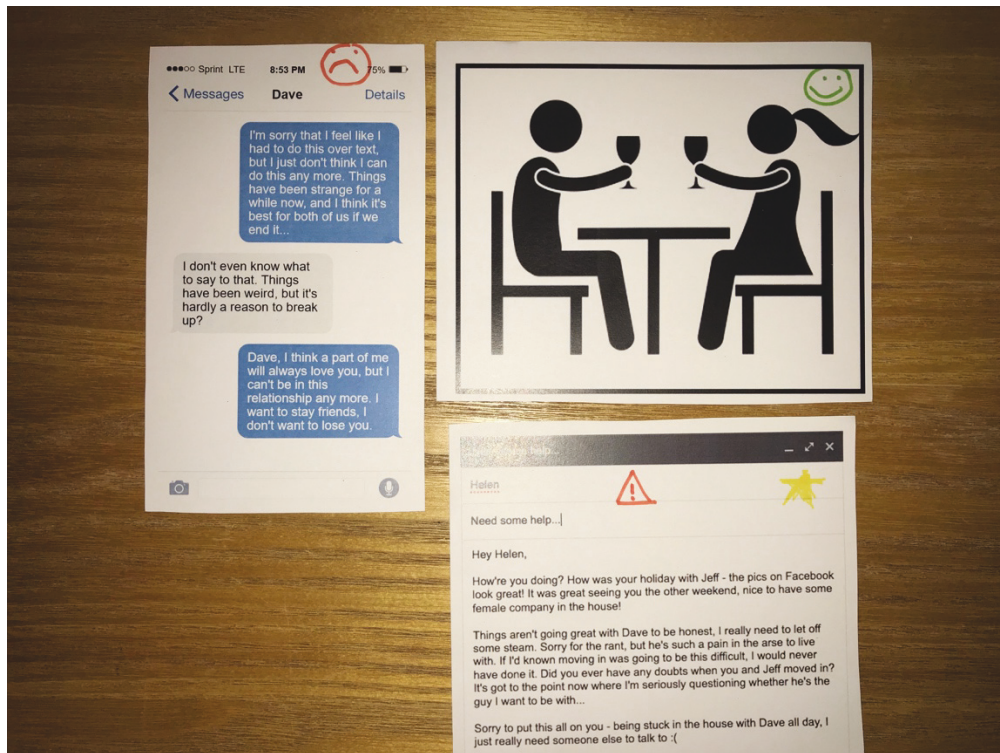 Sprint LTE 8:53 PM 75%
Messages Dave Details
I'm sorry that I feel like I
had to do this over text,
but I just don't think I can
do this any more. Things
have been strange for a
while now, and I think it's
best for both of us if we
end it...
I don't even know what
to say to that. Things
have been weird, but it's
hardly a reason to break
up?
Dave, I think a part of me
will always love you, but I
can't be in this
relationship any more. I
want to stay friends, I
don't want to lose you.
help...
Helen
Need some help...
Hey Helen,
How're you doing? How was your holiday with Jeff - the pics on Facebook
look great! It was great seeing you the other weekend, nice to have some
female company in the house!
Things aren't going great with Dave to be honest, I really need to let off
some steam. Sorry for the rant, but he's such a pain in the arse to live
with. If I'd known moving in was going to be this difficult, I would never
have done it. Did you ever have any doubts when you and Jeff moved in?
It's got to the point now where I'm seriously questioning whether he's the
guy I want to be with...
Sorry to put this all on you - being stuck in the house with Dave all day, I
just really need someone else to talk to :(